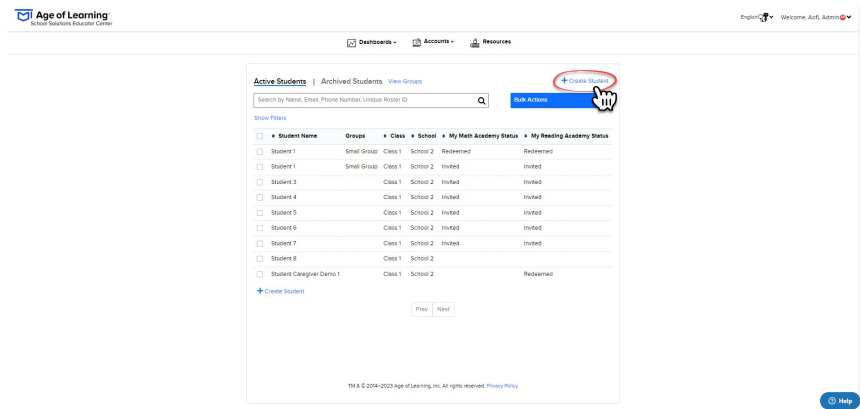 Age of Learning
School Solutions Educator Center
English
Welcome, Aofl, Admin
Dashboards
Accounts
Resources
Active Students | Archived Students View Groups
+ Create Student
Search by Name, Email, Phone Number, Unique Roster ID
Bulk Actions
Show Filters
Student Name Groups Class School My Math Academy Status My Reading Academy Status
Student 1 Small Group Class 1 School 2 Redeemed Redeemed
Student 1 Small Group Class 1 School 2 Invited Invited
Student 3 Class 1 School 2 Invited Invited
Student 4 Class 1 School 2 Invited Invited
Student 5 Class 1 School 2 Invited Invited
Student 6 Class 1 School 2 Invited Invited
Student 7 Class 1 School 2 Invited Invited
Student 8 Class 1 School 2
Student Caregiver Demo 1 Class 1 School 2 Redeemed
+ Create Student
Prev Next
TM & © 2014–2023 Age of Learning, Inc. All rights reserved. Privacy Policy
Help